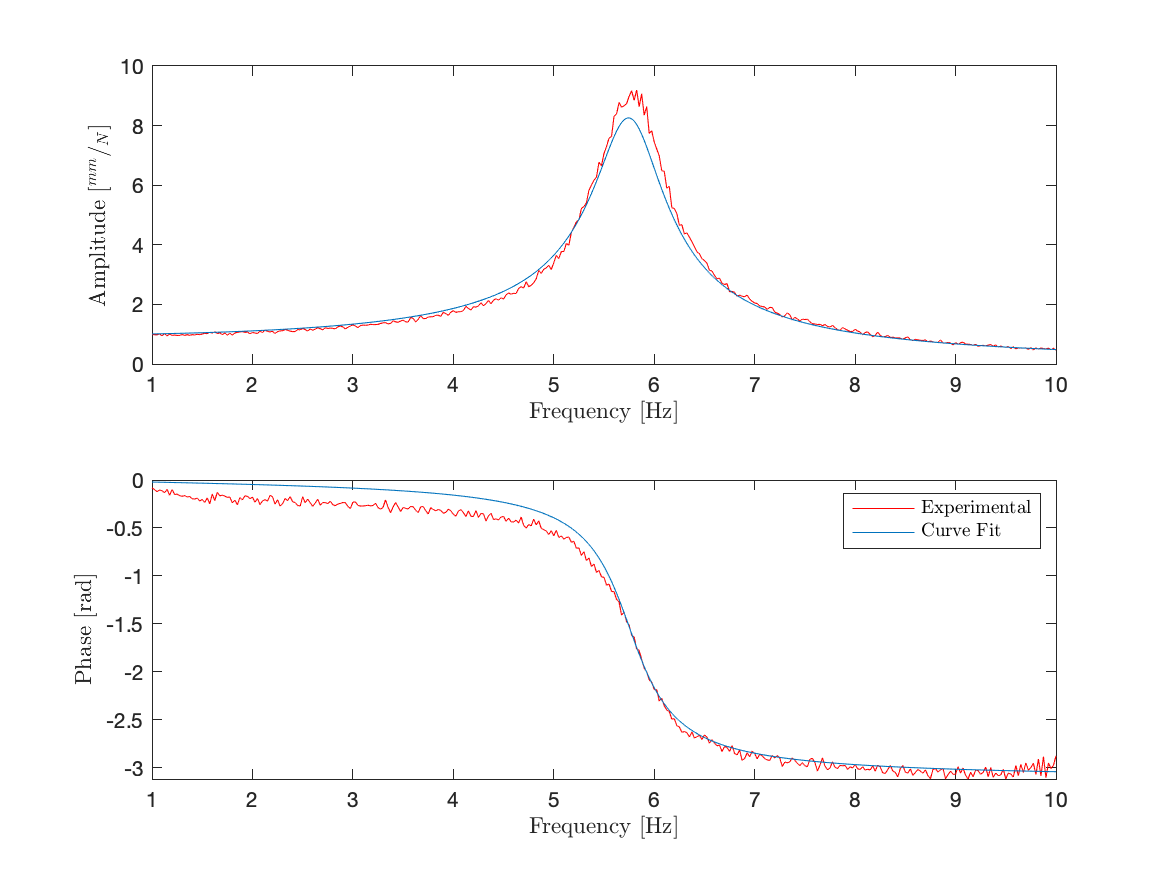 10
8
6
4
2
0
Amplitude [mm/N]
1 2 3 4 5 6 7 8 9 10
Frequency [Hz]
0
-0.5
-1
-1.5
-2
-2.5
-3
Phase [rad]
Experimental
Curve Fit
1 2 3 4 5 6 7 8 9 10
Frequency [Hz]